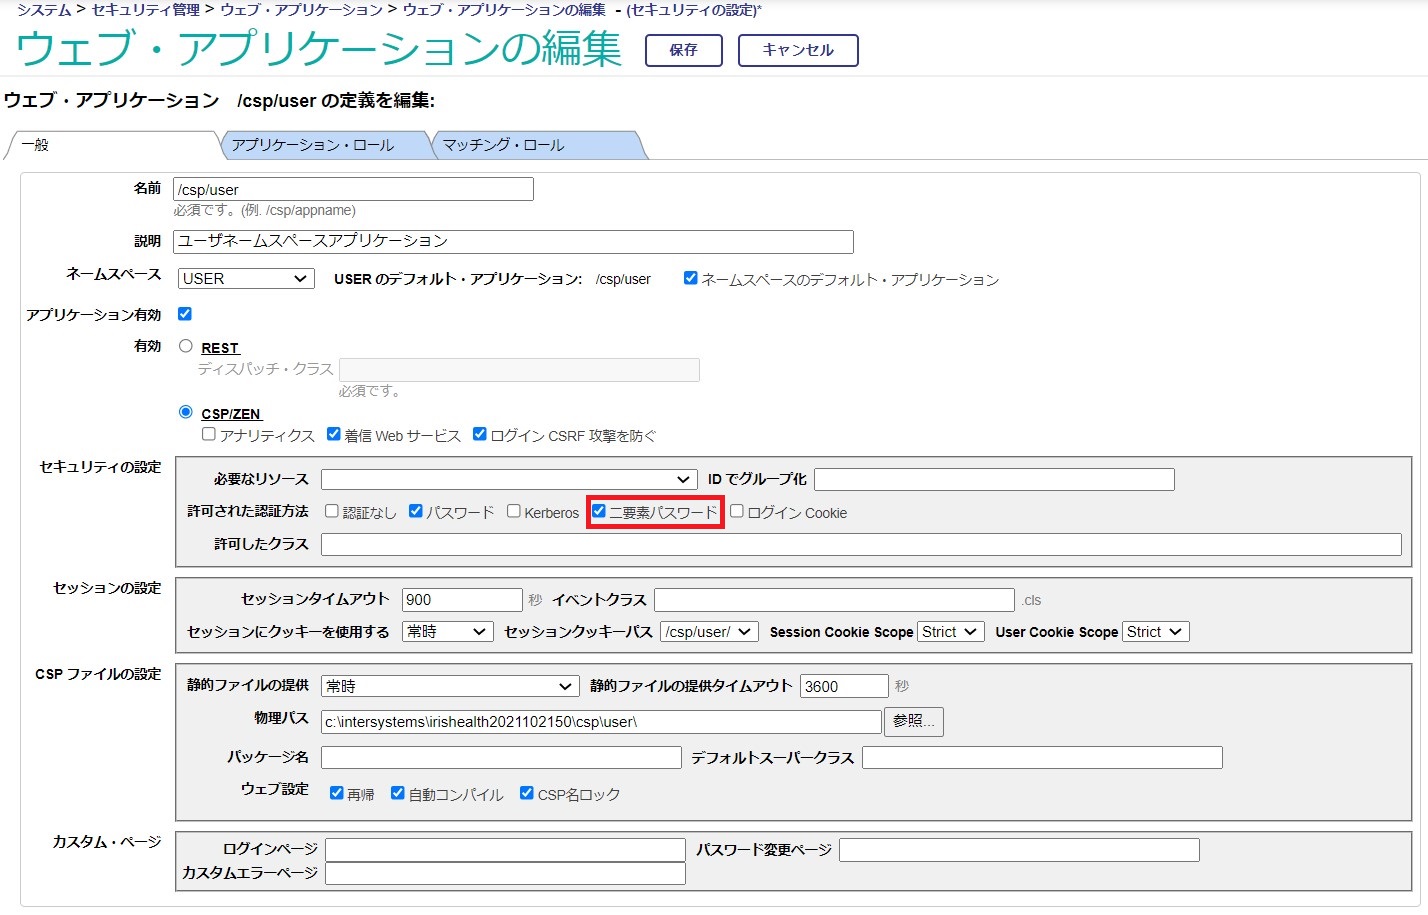 システム > セキュリティ管理 > ウェブ・アプリケーション > ウェブ・アプリケーションの編集 - (セキュリティの設定)*
ウェブ・アプリケーションの編集 保存 キャンセル
ウェブ・アプリケーション /csp/user の定義を編集:
一般 アプリケーション・ロール マッチング・ロール
名前 /csp/user
必須です。(例. /csp/appname)
説明 ユーザネームスペースアプリケーション
ネームスペース USER USER のデフォルト・アプリケーション: /csp/user ネームスペースのデフォルト・アプリケーション
アプリケーション有効
有効 REST
ディスパッチ・クラス
必須です。
CSP/ZEN
アナリティクス 着信 Web サービス ログイン CSRF 攻撃を防ぐ
セキュリティの設定
必要なリソース ID でグループ化
許可された認証方法 認証なし パスワード Kerberos 二要素パスワード ログイン Cookie
許可したクラス
セッションの設定
セッションタイムアウト 900 秒 イベントクラス .cls
セッションにクッキーを使用する 常時 セッションクッキーパス /csp/user/ Session Cookie Scope Strict User Cookie Scope Strict
CSP ファイルの設定
静的ファイルの提供 常時 静的ファイルの提供タイムアウト 3600 秒
物理パス c:\intersystems\irishealth2021102150\csp\user\ 参照...
パッケージ名 デフォルトスーパークラス
ウェブ設定 再帰 自動コンパイル CSP名ロック
カスタム・ページ
ログインページ パスワード変更ページ
カスタムエラーページ